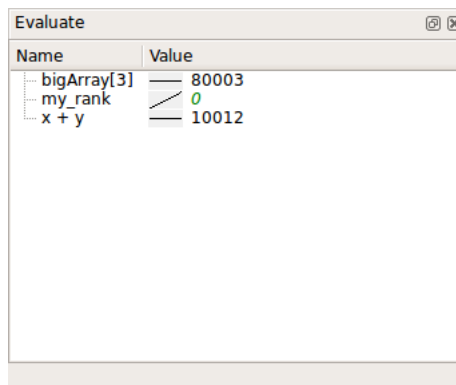 Evaluate
Name Value
bigArray[3] 80003
my_rank 0
x + y 10012